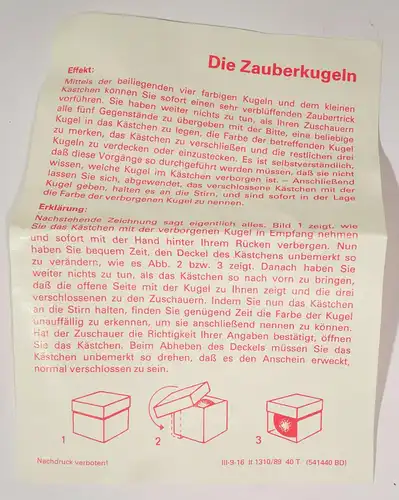 Die Zauberkugeln
Effekt:
Mittels der beiliegenden vier farbigen Kugeln und dem kleinen
Kästchen können Sie sofort einen sehr verblüffenden Zaubertrick
vorführen. Sie haben weiter nichts zu tun, als Ihren Zuschauern
alle fünf Gegenstände zu übergeben mit der Bitte, eine beliebige
Kugel in das Kästchen zu legen, die Farbe der betreffenden Kugel
zu merken, das Kästchen zu verschließen und die restlichen drei
Kugeln zu verdecken oder einzustecken. Es ist selbstverständlich,
daß diese Vorgänge so durchgeführt werden müssen, daß sie nicht
wissen, welche Kugel im Kästchen verborgen ist. – Anschließend
lassen Sie sich, abgewendet, das verschlossene Kästchen mit der
Kugel geben, halten es an die Stirn, und sind sofort in der Lage
die Farbe der verborgenen Kugel zu nennen.
Erklärung:
Nachstehende Zeichnung sagt eigentlich alles. Bild 1 zeigt, wie
Sie das Kästchen mit der verborgenen Kugel in Empfang nehmen
und sofort mit der Hand hinter Ihrem Rücken verbergen. Nun
haben Sie bequem Zeit, den Deckel des Kästchens unbemerkt so
zu verändern, wie es Abb. 2 bzw. 3 zeigt. Danach haben Sie
weiter nichts zu tun, als das Kästchen so nach vorn zu bringen,
daß die offene Seite mit der Kugel zu Ihnen zeigt und die drei
verschlossenen zu den Zuschauern. Indem Sie nun das Kästchen
an die Stirn halten, finden Sie genügend Zeit die Farbe der Kugel
unauffällig zu erkennen, um sie anschließend nennen zu können.
Hat der Zuschauer die Richtigkeit Ihrer Angaben bestätigt, öffnen
Sie das Kästchen. Beim Abheben des Deckels müssen Sie das
Kästchen unbemerkt so drehen, daß es den Anschein erweckt,
normal verschlossen zu sein.
1 2 3
Nachdruck verboten! III-9-16 II 1310/89 40 T. (541440 BD)